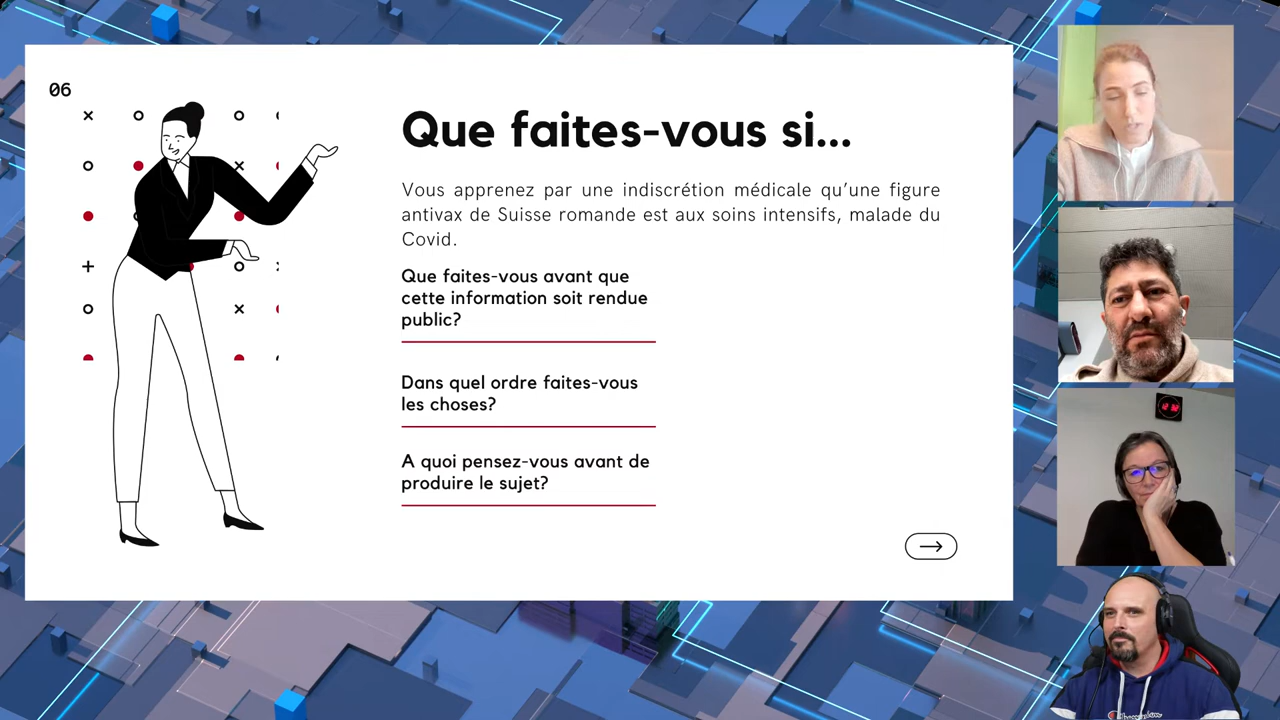 06
Que faites-vous si...
Vous apprenez par une indiscrétion médicale qu'une figure
antivax de Suisse romande est aux soins intensifs, malade du
Covid.
Que faites-vous avant que
cette information soit rendue
public?
Dans quel ordre faites-vous
les choses?
A quoi pensez-vous avant de
produire le sujet?
Champion